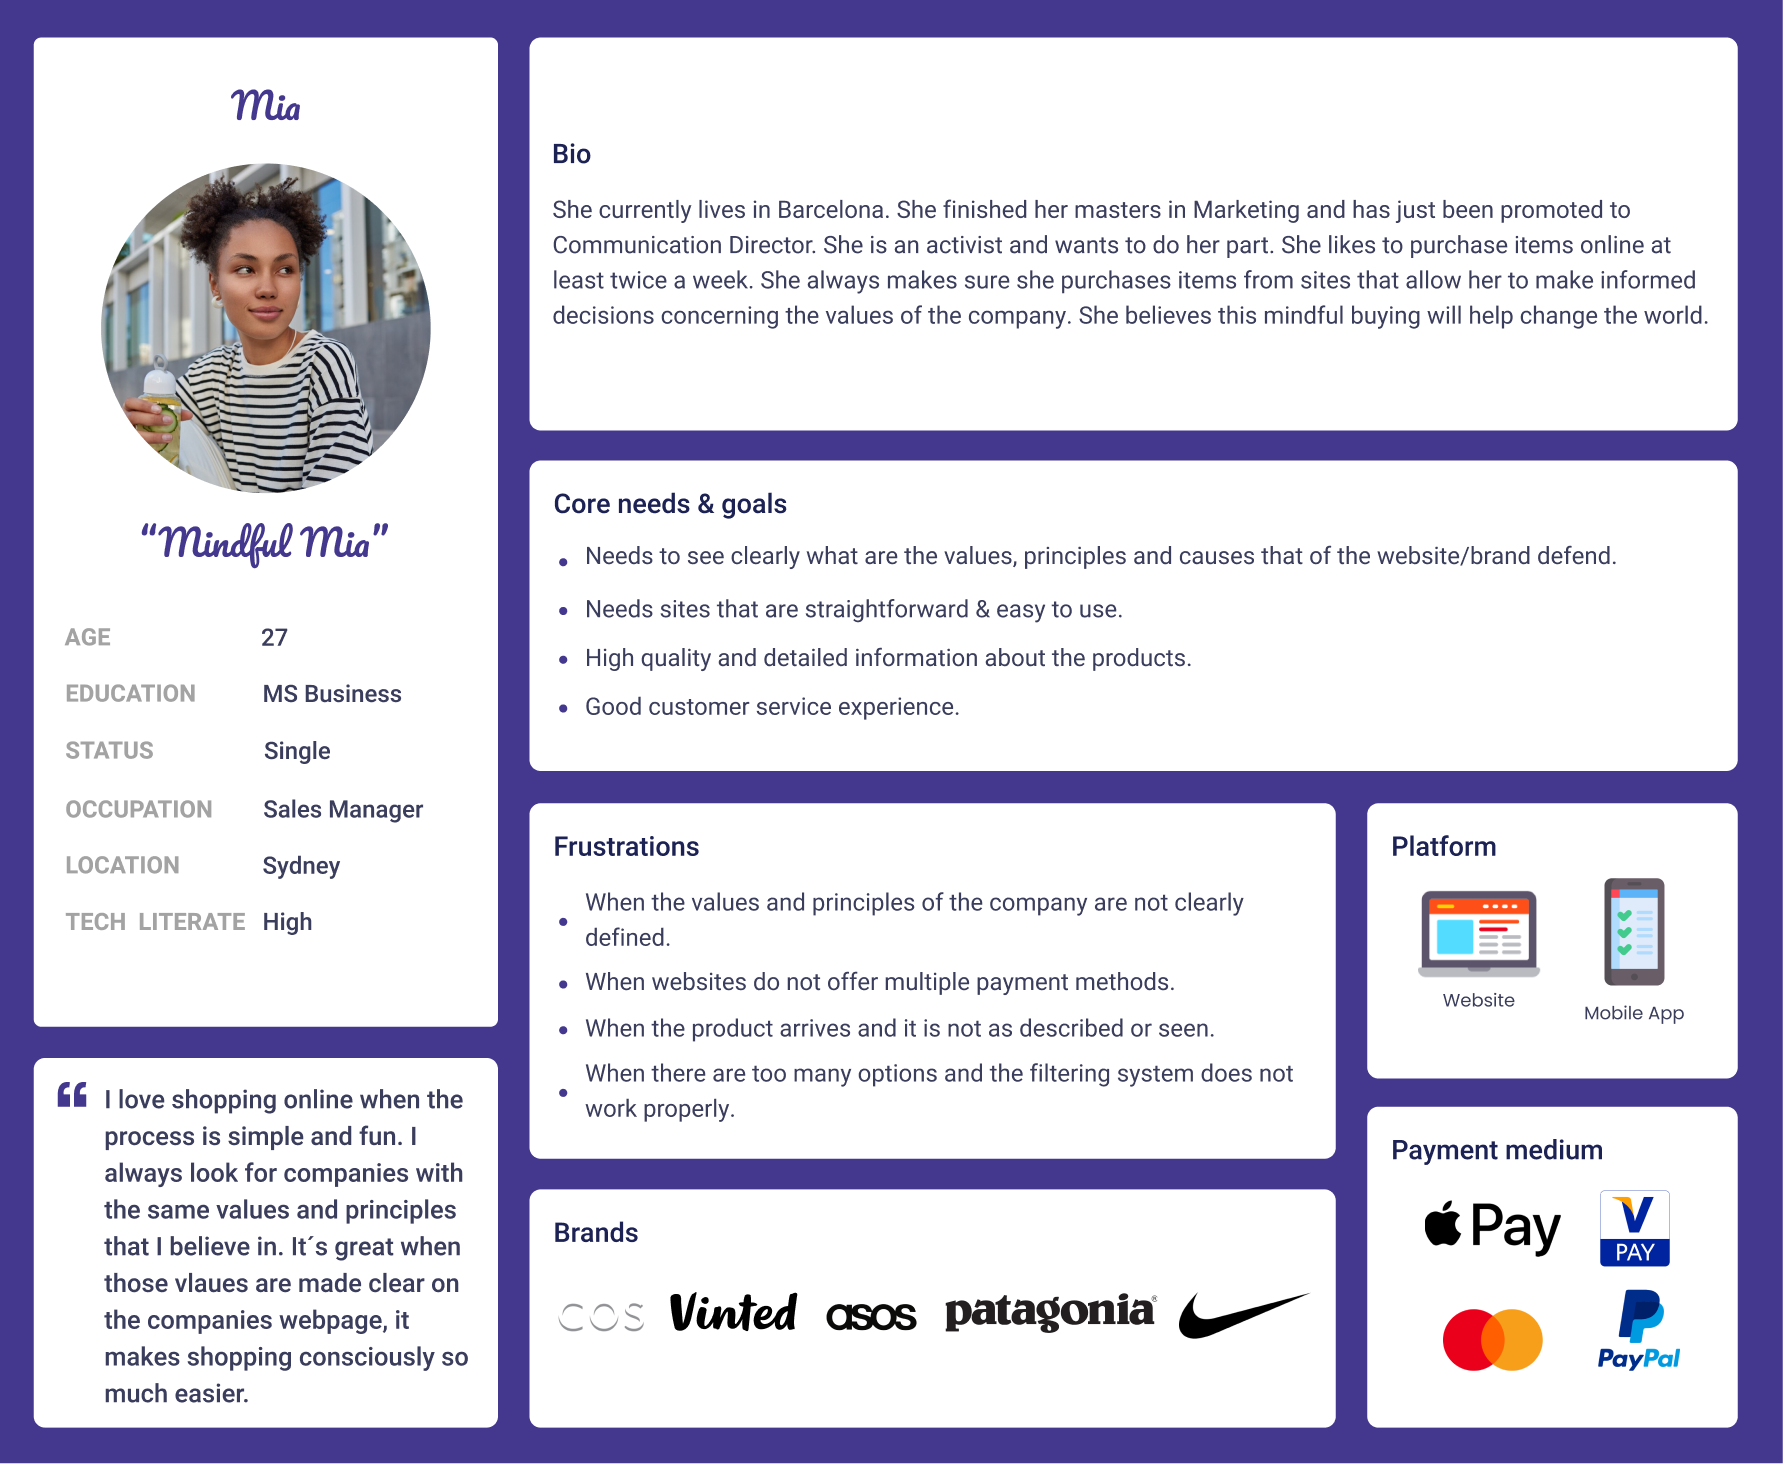 Mia
“Mindful Mia”
AGE 27
EDUCATION MS Business
STATUS Single
OCCUPATION Sales Manager
LOCATION Sydney
TECH LITERATE High
“ I love shopping online when the
process is simple and fun. I
always look for companies with
the same values and principles
that I believe in. It´s great when
those vlaues are made clear on
the companies webpage, it
makes shopping consciously so
much easier.
Bio
She currently lives in Barcelona. She finished her masters in Marketing and has just been promoted to
Communication Director. She is an activist and wants to do her part. She likes to purchase items online at
least twice a week. She always makes sure she purchases items from sites that allow her to make informed
decisions concerning the values of the company. She believes this mindful buying will help change the world.
Core needs & goals
• Needs to see clearly what are the values, principles and causes that of the website/brand defend.
• Needs sites that are straightforward & easy to use.
• High quality and detailed information about the products.
• Good customer service experience.
Frustrations
• When the values and principles of the company are not clearly
defined.
• When websites do not offer multiple payment methods.
• When the product arrives and it is not as described or seen.
• When there are too many options and the filtering system does not
work properly.
Platform
Website
Mobile App
Brands
COS
Vinted
asos
patagonia®
Payment medium
Pay
V
PAY
PayPal